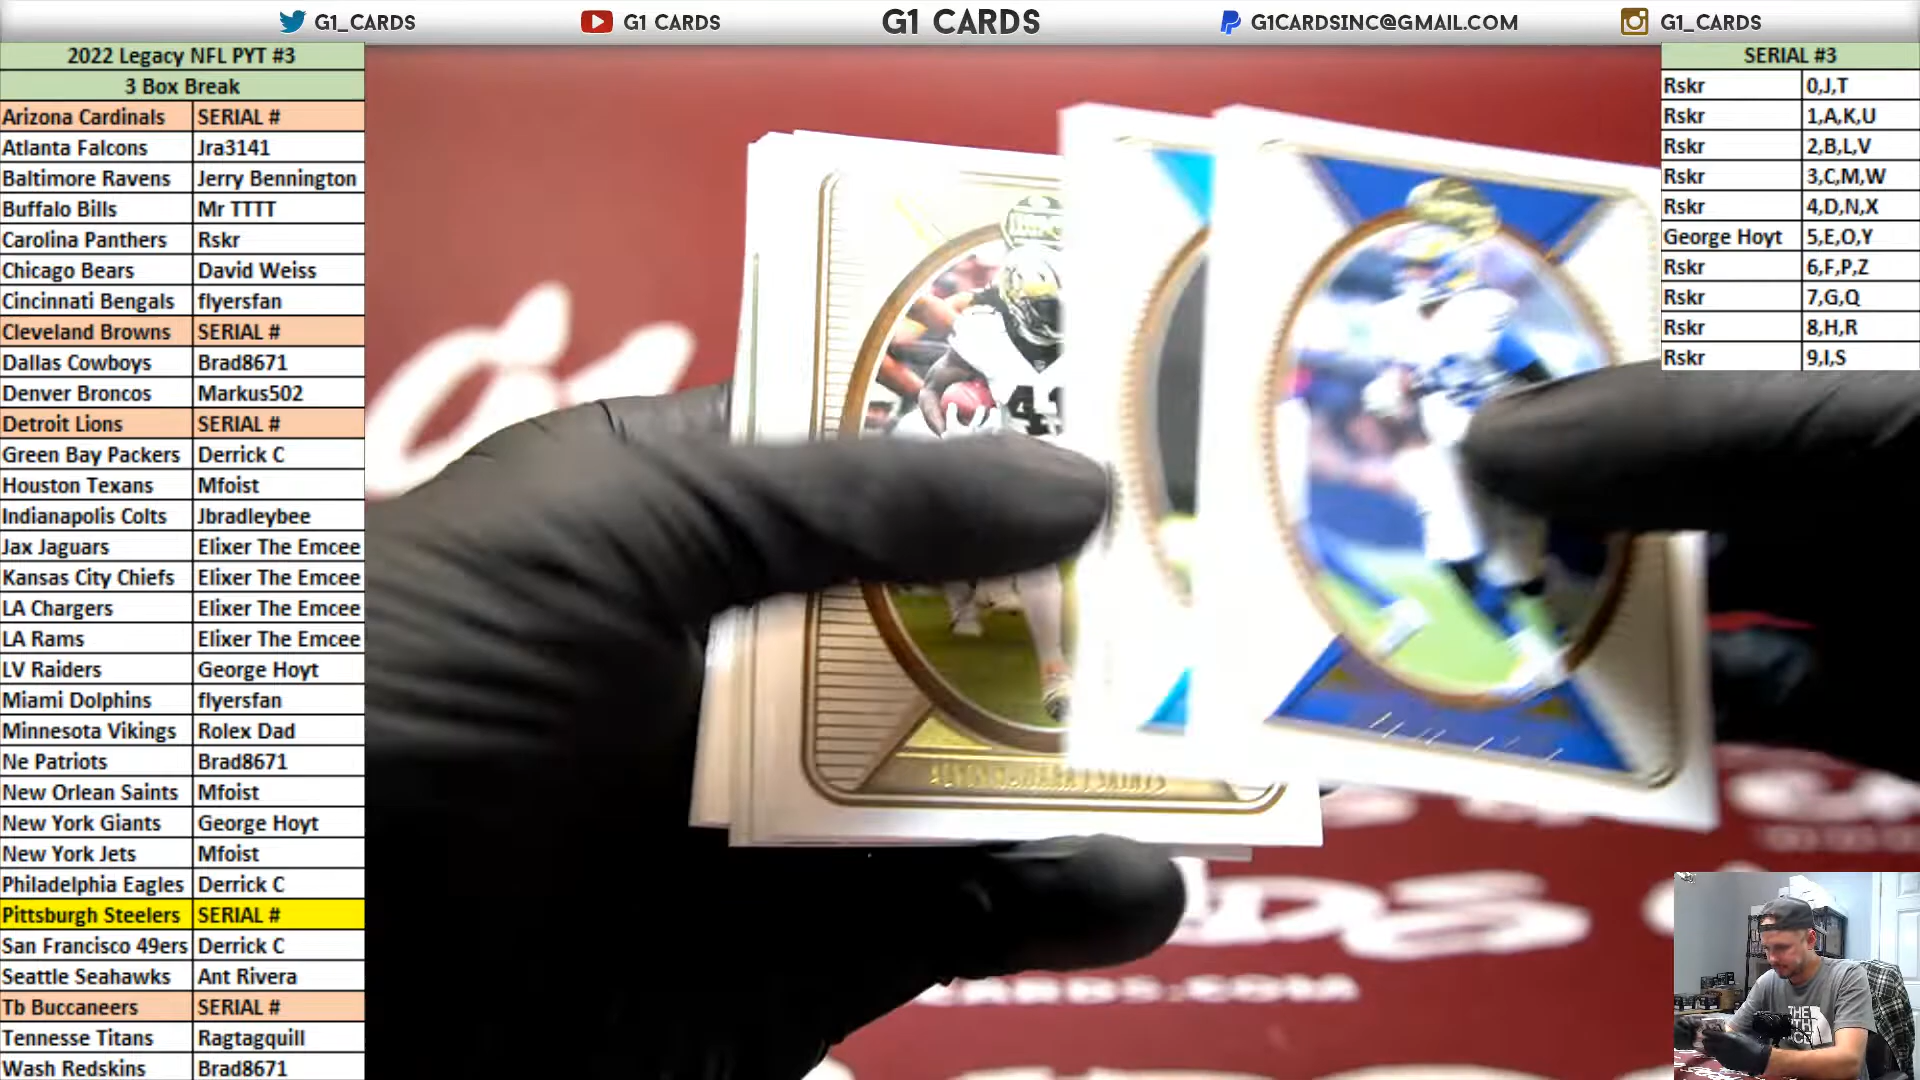 G1_CARDS
G1 CARDS
G1 CARDS
G1CARDSINC@GMAIL.COM
G1_CARDS
2022 Legacy NFL PYT #3
3 Box Break
Arizona Cardinals SERIAL #
Atlanta Falcons Jra3141
Baltimore Ravens Jerry Bennington
Buffalo Bills Mr TTTT
Carolina Panthers Rskr
Chicago Bears David Weiss
Cincinnati Bengals flyersfan
Cleveland Browns SERIAL #
Dallas Cowboys Brad8671
Denver Broncos Markus502
Detroit Lions SERIAL #
Green Bay Packers Derrick C
Houston Texans Mfoist
Indianapolis Colts Jbradleybee
Jax Jaguars Elixer The Emcee
Kansas City Chiefs Elixer The Emcee
LA Chargers Elixer The Emcee
LA Rams Elixer The Emcee
LV Raiders George Hoyt
Miami Dolphins flyersfan
Minnesota Vikings Rolex Dad
Ne Patriots Brad8671
New Orlean Saints Mfoist
New York Giants George Hoyt
New York Jets Mfoist
Philadelphia Eagles Derrick C
Pittsburgh Steelers SERIAL #
San Francisco 49ers Derrick C
Seattle Seahawks Ant Rivera
Tb Buccaneers SERIAL #
Tennesse Titans Ragtagquill
Wash Redskins Brad8671
SERIAL #3
Rskr 0,J,T
Rskr 1,A,K,U
Rskr 2,B,L,V
Rskr 3,C,M,W
Rskr 4,D,N,X
George Hoyt 5,E,O,Y
Rskr 6,F,P,Z
Rskr 7,G,Q
Rskr 8,H,R
Rskr 9,I,S
41
ALVIN KAMARA | SAINTS
CARDS.COM
THE